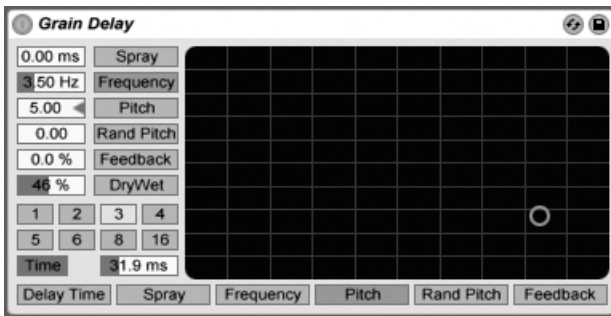 Grain Delay
0.00 ms Spray
3.50 Hz Frequency
5.00 Pitch
0.00 Rand Pitch
0.0 % Feedback
46 % DryWet
1 2 3 4
5 6 8 16
Time 31.9 ms
Delay Time Spray Frequency Pitch Rand Pitch Feedback